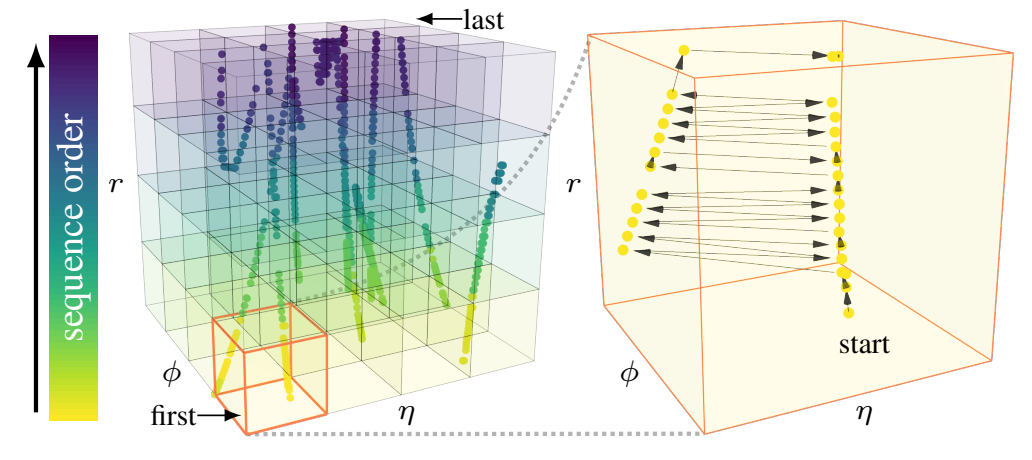 sequence order
last
r
ϕ
first
η
r
start
ϕ
η